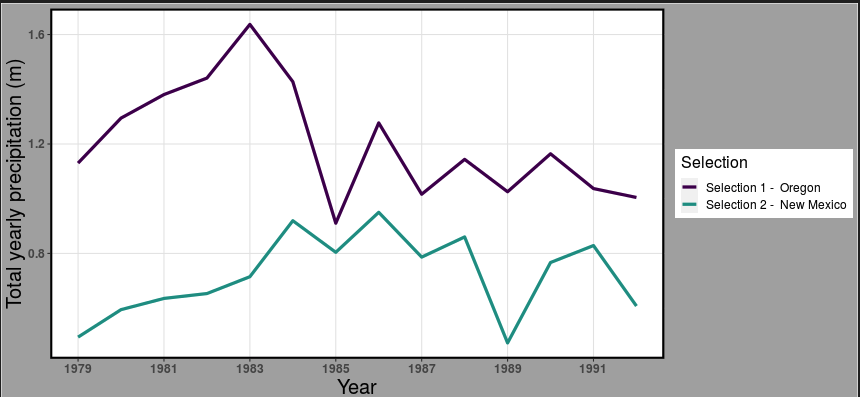 Total yearly precipitation (m)
1.6
1.2
0.8
1979 1981 1983 1985 1987 1989 1991
Year
Selection
Selection 1 - Oregon
Selection 2 - New Mexico